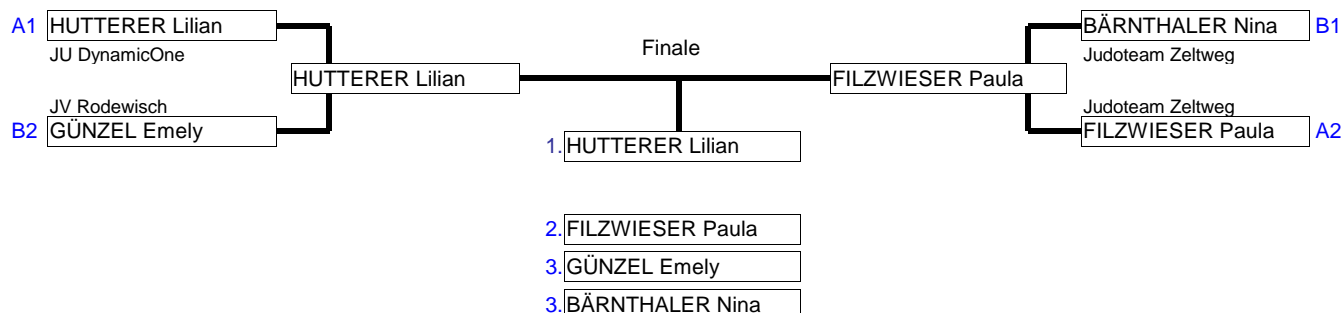 A1 HUTTERER Lilian
JU DynamicOne
HUTTERER Lilian
JV Rodewisch
B2 GÜNZEL Emely
Finale
BÄRNTHALER Nina B1
Judoteam Zeltweg
FILZWIESER Paula
Judoteam Zeltweg
FILZWIESER Paula A2
1. HUTTERER Lilian
2. FILZWIESER Paula
3. GÜNZEL Emely
3. BÄRNTHALER Nina